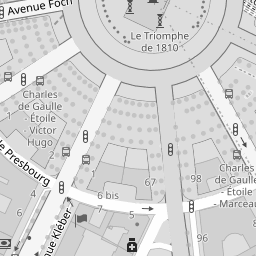 Avenue Foch
Le Triomphe
de 1810
Charles
de Gaulle
- Étoile
Victor
Hugo
de Presbourg
Charles
de Gaulle
- Étoile
- Marceau
67
98
6 bis
7
5
96
Kléber